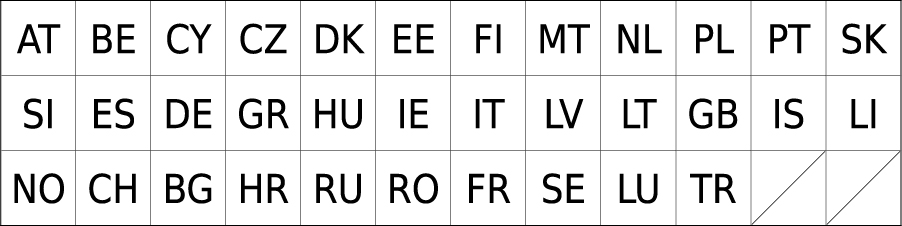 AT BE CY CZ DK EE FI MT NL PL PT SK
SI ES DE GR HU IE IT LV LT GB IS LI
NO CH BG HR RU RO FR SE LU TR